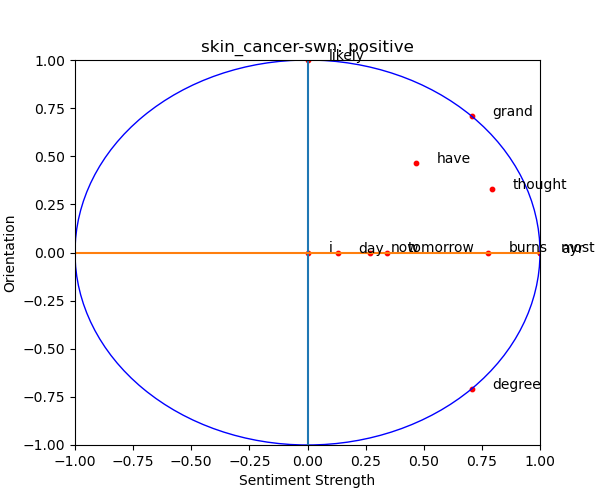 skin_cancer-swn: positive
likely
1.00
grand
0.75
have
0.50
thought
0.25
i
day
now
tomorrow
burns
most
ayr
0.00
−0.25
−0.50
degree
−0.75
−1.00
−1.00 −0.75 −0.50 −0.25 0.00 0.25 0.50 0.75 1.00
Sentiment Strength
Orientation